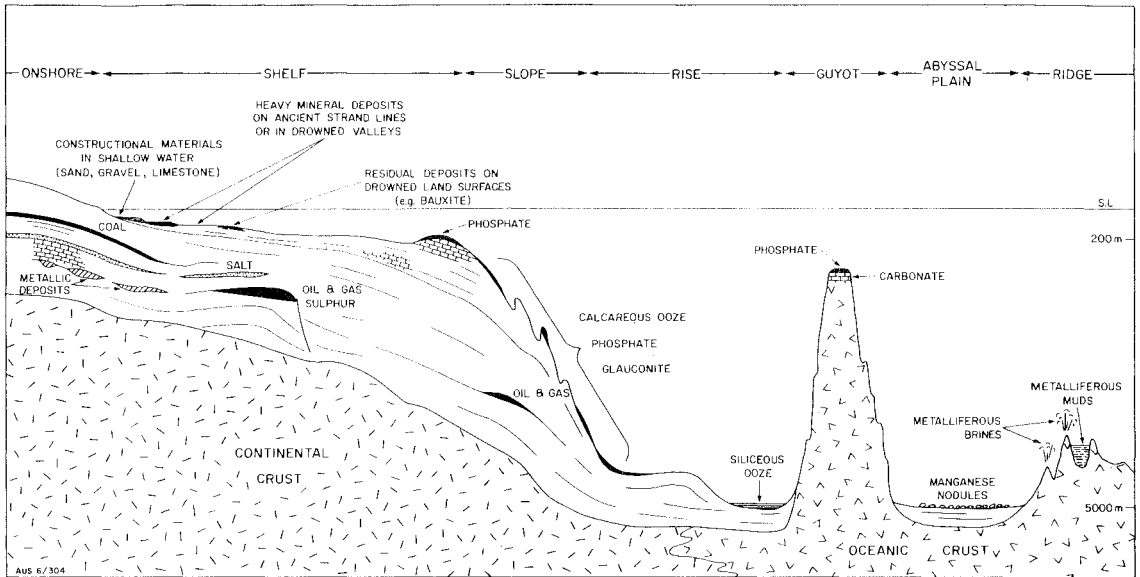 ONSHORE
SHELF
SLOPE
RISE
GUYOT
ABYSSAL
PLAIN
RIDGE
HEAVY MINERAL DEPOSITS
ON ANCIENT STRAND LINES
OR IN DROWNED VALLEYS
CONSTRUCTIONAL MATERIALS
IN SHALLOW WATER
(SAND, GRAVEL, LIMESTONE)
RESIDUAL DEPOSITS ON
DROWNED LAND SURFACES
(e.g. BAUXITE)
S.L
PHOSPHATE
COAL
200 m
PHOSPHATE
SALT
CARBONATE
METALLIC
DEPOSITS
OIL & GAS
SULPHUR
CALCAREOUS OOZE
PHOSPHATE
GLAUCONITE
OIL & GAS
METALLIFEROUS
MUDS
METALLIFEROUS
BRINES
CONTINENTAL
CRUST
SILICEOUS
OOZE
MANGANESE
NODULES
5000 m
OCEANIC CRUST
AUS 6/304